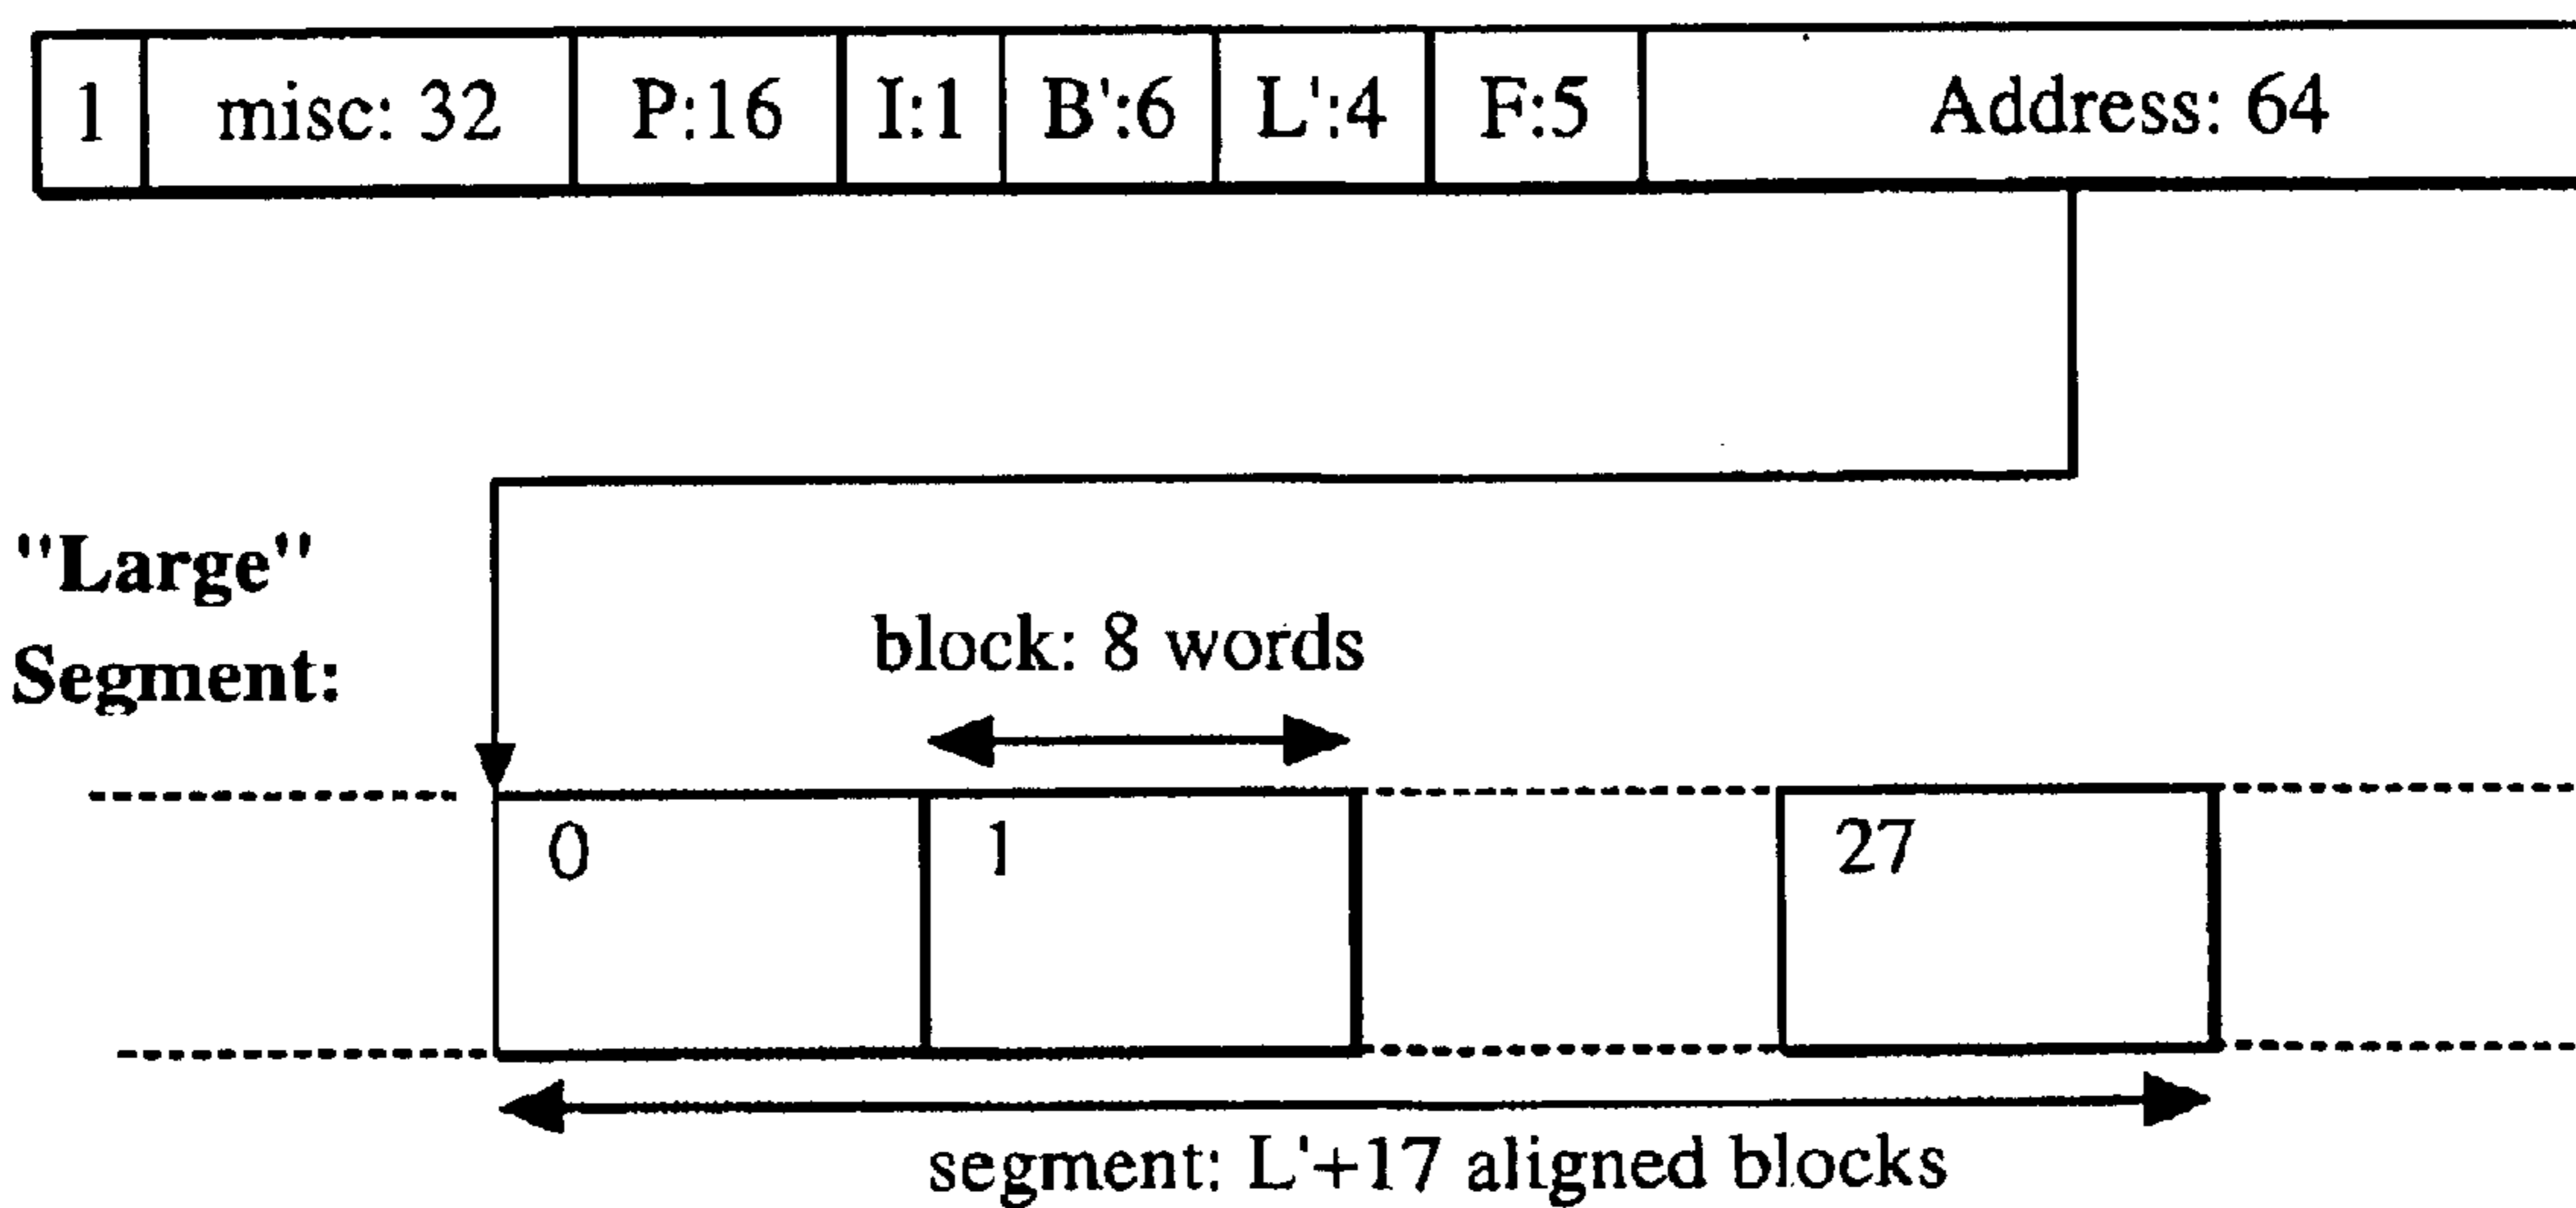 1 misc: 32 P:16 I:1 B':6 L':4 F:5 Address: 64
"Large"
Segment:
block: 8 words
0 1 27
segment: L'+17 aligned blocks